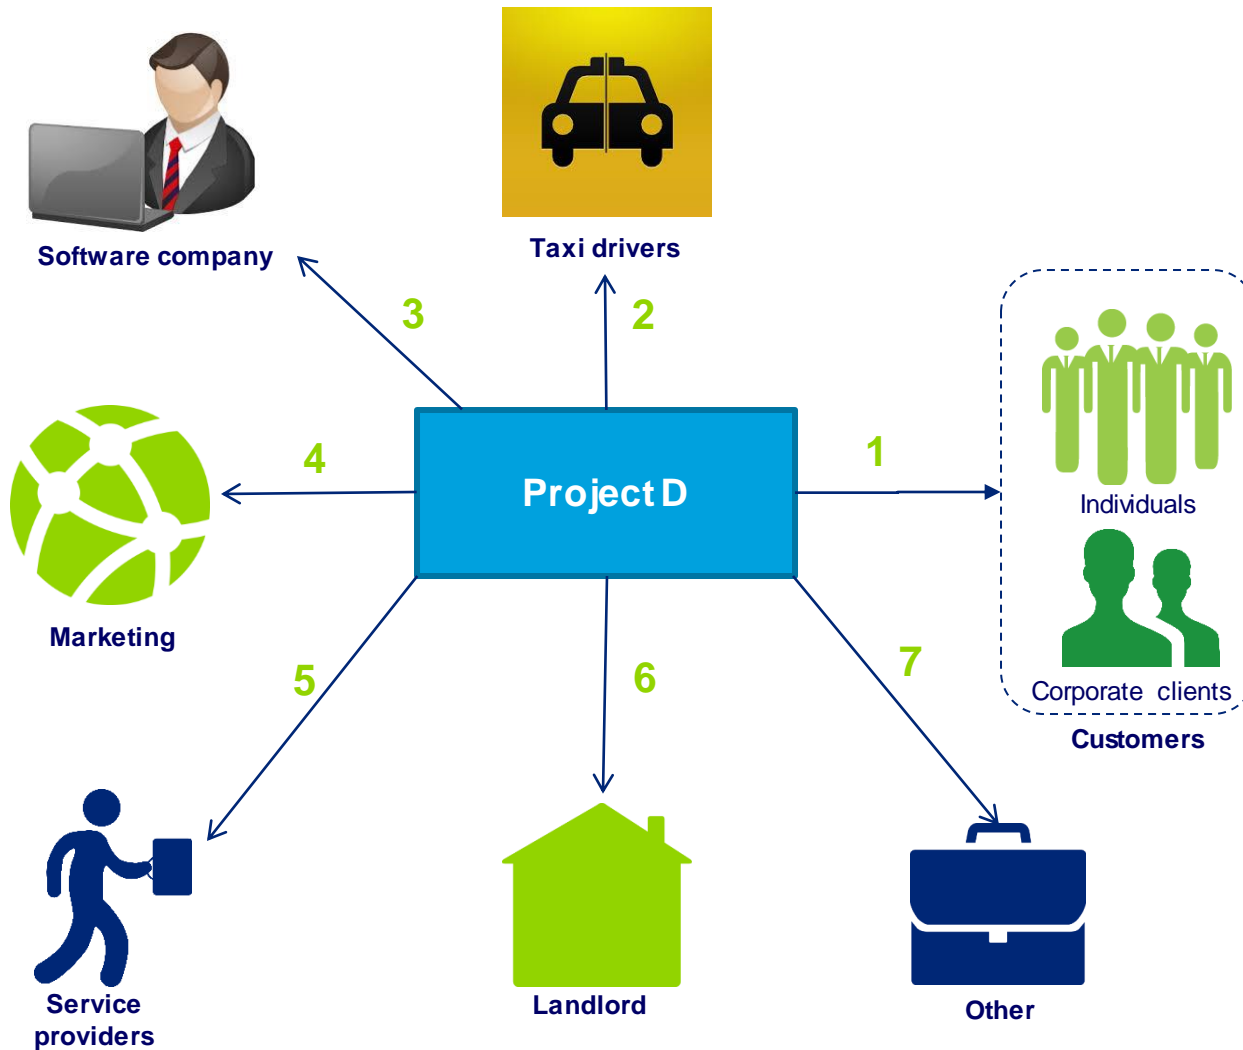 Software company
Taxi drivers
3
2
Individuals
Corporate clients
Customers
1
4
Project D
Marketing
5
6
7
Service
providers
Landlord
Other